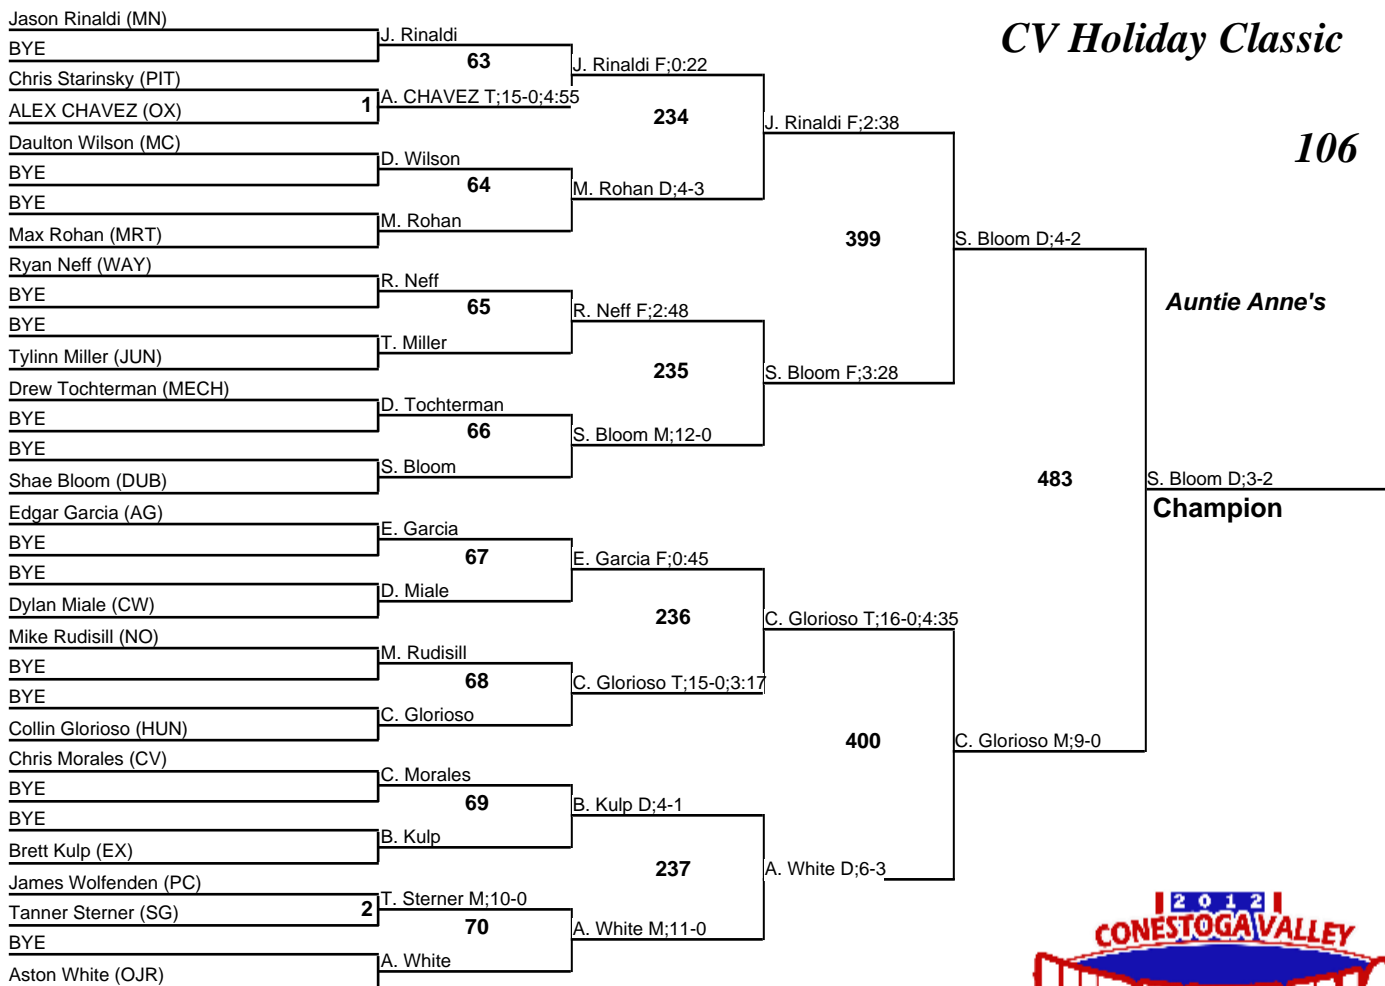 CV Holiday Classic
106
Auntie Anne's
Jason Rinaldi (MN)
BYE
Chris Starinsky (PIT)
ALEX CHAVEZ (OX)
Daulton Wilson (MC)
BYE
BYE
Max Rohan (MRT)
Ryan Neff (WAY)
BYE
BYE
Tylinn Miller (JUN)
Drew Tochterman (MECH)
BYE
BYE
Shae Bloom (DUB)
Edgar Garcia (AG)
BYE
BYE
Dylan Miale (CW)
Mike Rudisill (NO)
BYE
BYE
Collin Glorioso (HUN)
Chris Morales (CV)
BYE
BYE
Brett Kulp (EX)
James Wolfenden (PC)
Tanner Sterner (SG)
BYE
Aston White (OJR)
1
2
J. Rinaldi
63
A. CHAVEZ T;15-0;4:55
D. Wilson
64
M. Rohan
R. Neff
65
T. Miller
D. Tochterman
66
S. Bloom
E. Garcia
67
D. Miale
M. Rudisill
68
C. Glorioso
C. Morales
69
B. Kulp
T. Sterner M;10-0
70
A. White
J. Rinaldi F;0:22
234
M. Rohan D;4-3
R. Neff F;2:48
235
S. Bloom M;12-0
E. Garcia F;0:45
236
C. Glorioso T;15-0;3:17
B. Kulp D;4-1
237
A. White M;11-0
J. Rinaldi F;2:38
399
S. Bloom F;3:28
C. Glorioso T;16-0;4:35
400
A. White D;6-3
S. Bloom D;4-2
483
C. Glorioso M;9-0
S. Bloom D;3-2
Champion
2012
CONESTOGA VALLEY